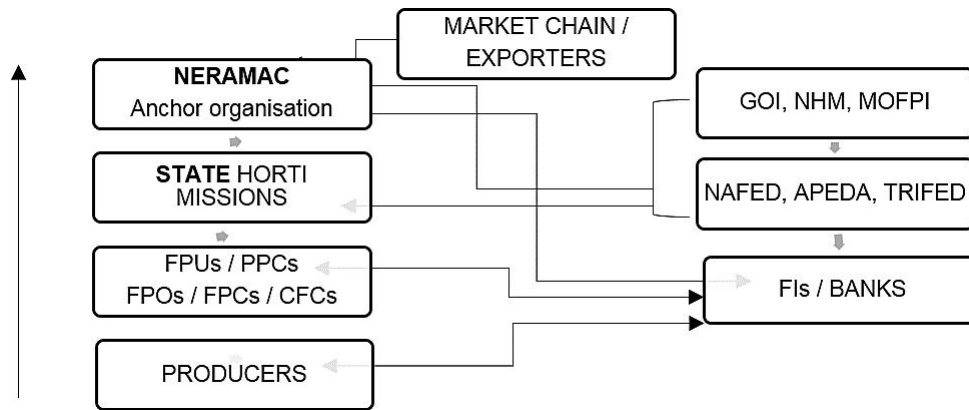 MARKET CHAIN /
EXPORTERS
NERAMAC
Anchor organisation
GOI, NHM, MOFPI
STATE HORTI
MISSIONS
NAFED, APEDA, TRIFED
FPUs / PPCs
FPOs / FPCs / CFCs
FIs / BANKS
PRODUCERS